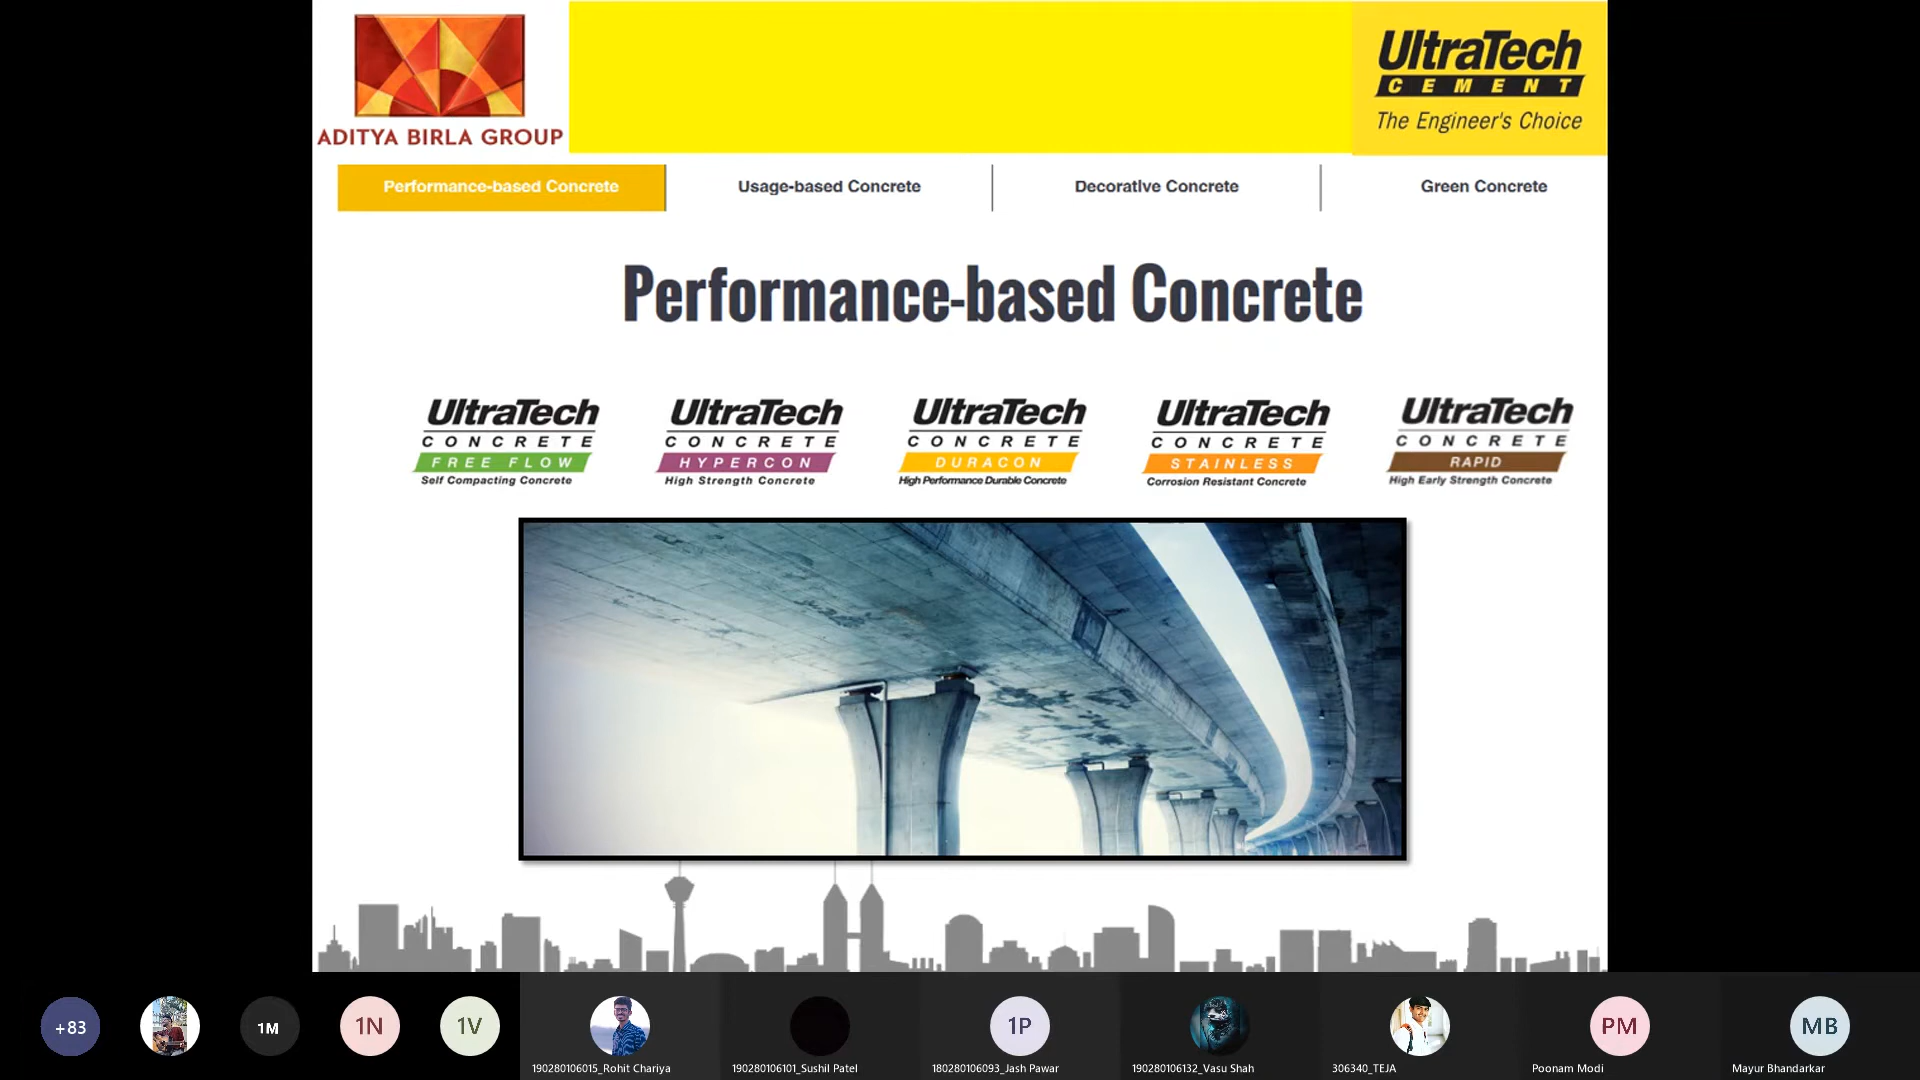 ADITYA BIRLA GROUP
UltraTech
CEMENT
The Engineer's Choice
Performance-based Concrete
Usage-based Concrete
Decorative Concrete
Green Concrete
Performance-based Concrete
UltraTech
CONCRETE
FREE FLOW
Self Compacting Concrete
UltraTech
CONCRETE
HYPERCON
High Strength Concrete
UltraTech
CONCRETE
DURACON
High Performance Durable Concrete
UltraTech
CONCRETE
STAINLESS
Corrosion Resistant Concrete
UltraTech
CONCRETE
RAPID
High Early Strength Concrete
+83
1M
1N
1V
190280106015_Rohit Chariya
190280106101_Sushil Patel
1P
180280106093_Jash Pawar
190280106132_Vasu Shah
306340_TEJA
PM
Poonam Modi
MB
Mayur Bhandarkar